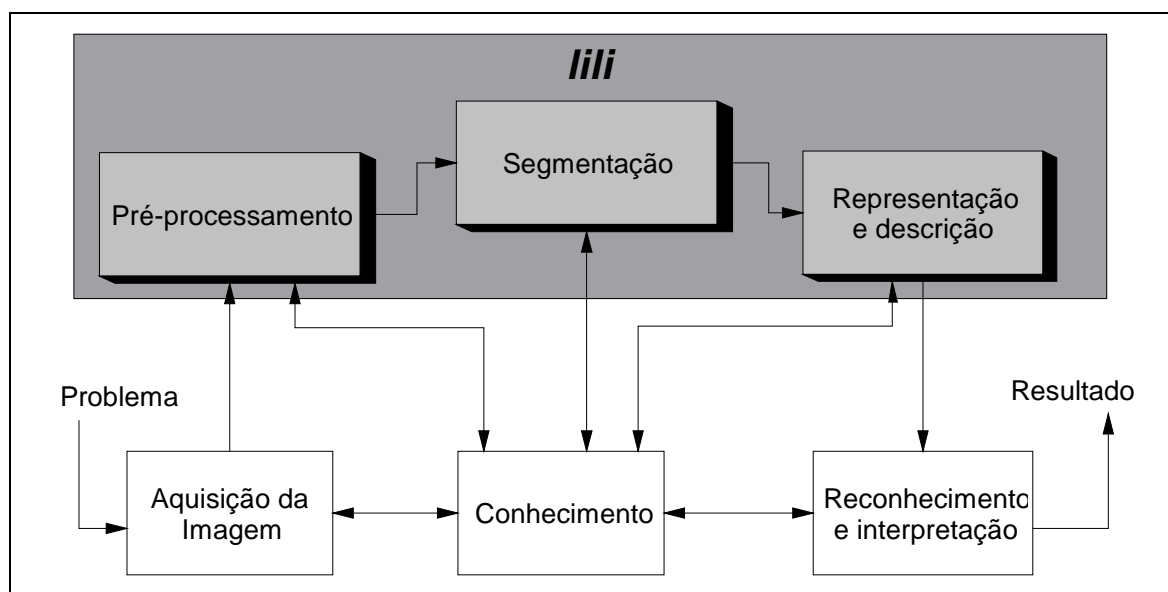 lili
Segmentação
Pré-processamento
Representação
e descrição
Problema
Resultado
Aquisição da
Imagem
Conhecimento
Reconhecimento
e interpretação